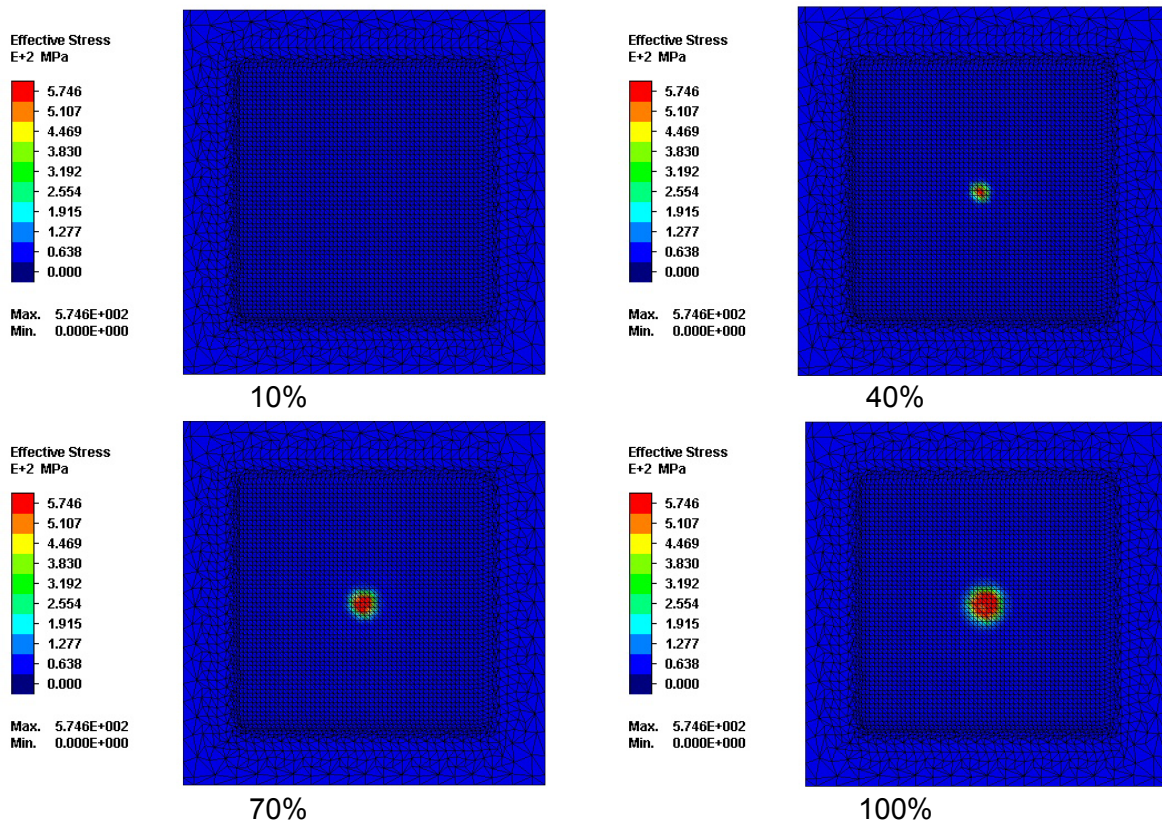 Effective Stress
E+2 MPa
5.746
5.107
4.469
3.830
3.192
2.554
1.915
1.277
0.638
0.000
Max. 5.746E+002
Min. 0.000E+000
10%
Effective Stress
E+2 MPa
5.746
5.107
4.469
3.830
3.192
2.554
1.915
1.277
0.638
0.000
Max. 5.746E+002
Min. 0.000E+000
40%
Effective Stress
E+2 MPa
5.746
5.107
4.469
3.830
3.192
2.554
1.915
1.277
0.638
0.000
Max. 5.746E+002
Min. 0.000E+000
70%
Effective Stress
E+2 MPa
5.746
5.107
4.469
3.830
3.192
2.554
1.915
1.277
0.638
0.000
Max. 5.746E+002
Min. 0.000E+000
100%